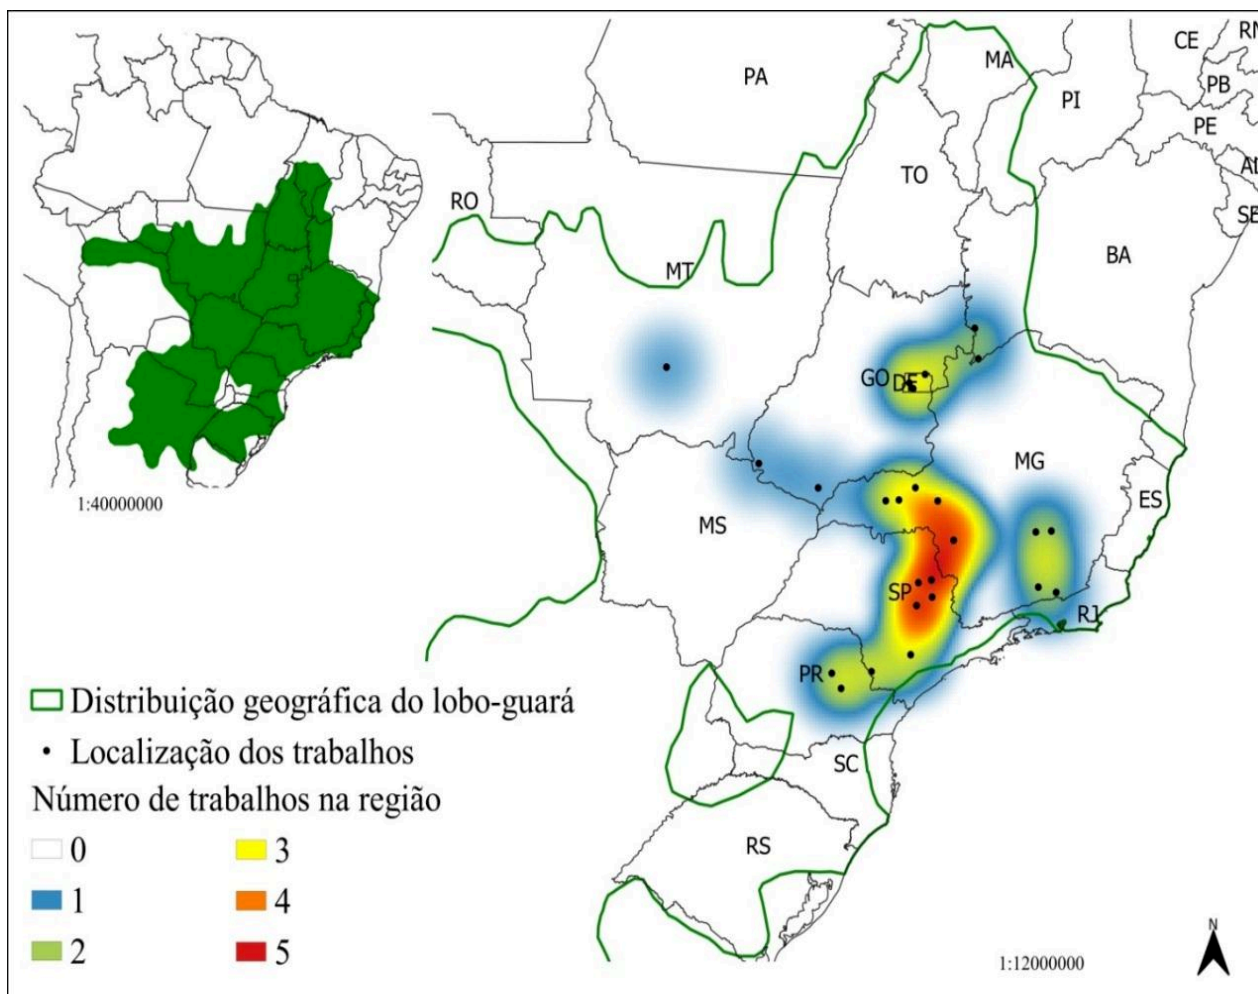 CE
RN
MA
PA
PI
PB
PE
AL
TO
RO
SE
BA
MT
GO
DF
MG
ES
1:40000000
MS
SP
RJ
PR
Distribuição geográfica do lobo-guará
Localização dos trabalhos
SC
Número de trabalhos na região
RS
0
3
1
4
2
5
1:12000000
N